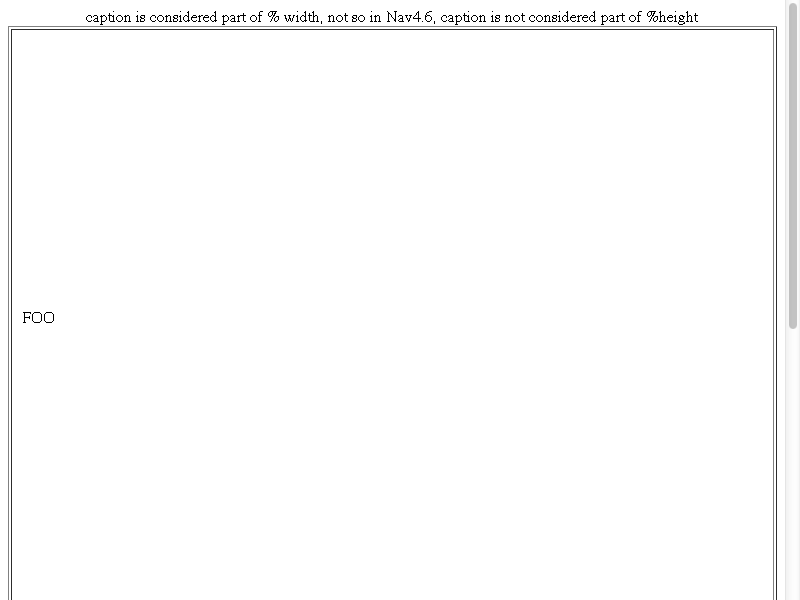 caption is considered part of % width, not so in Nav4.6, caption is not considered part of %height
FOO